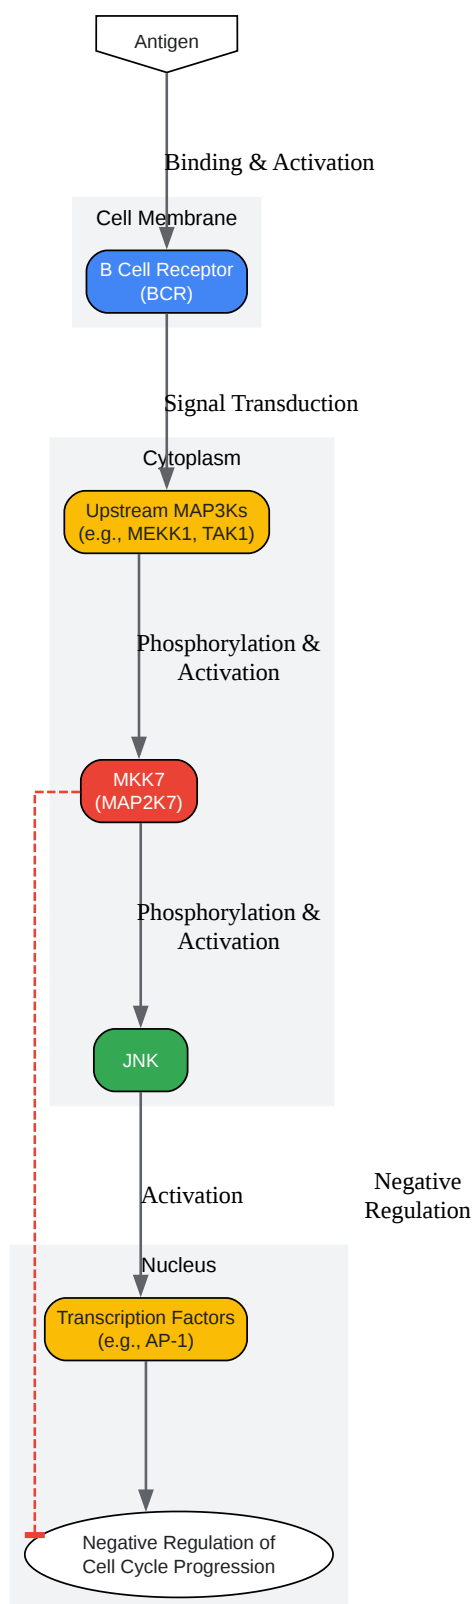 Antigen
Binding & Activation
Cell Membrane
B Cell Receptor
(BCR)
Signal Transduction
Cytoplasm
Upstream MAP3Ks
(e.g., MEKK1, TAK1)
Phosphorylation &
Activation
MKK7
(MAP2K7)
Phosphorylation &
Activation
JNK
Activation
Negative
Regulation
Nucleus
Transcription Factors
(e.g., AP-1)
Negative Regulation of
Cell Cycle Progression